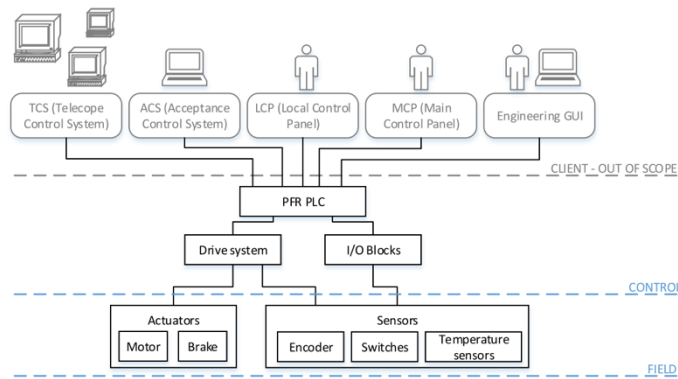 TCS (Telecope
Control System)
ACS (Acceptance
Control System)
LCP (Local Control
Panel)
MCP (Main
Control Panel)
Engineering GUI
CLIENT - OUT OF SCOPE
PFR PLC
Drive system
I/O Blocks
CONTROL
Actuators
Motor
Brake
Sensors
Encoder
Switches
Temperature
sensors
FIELD